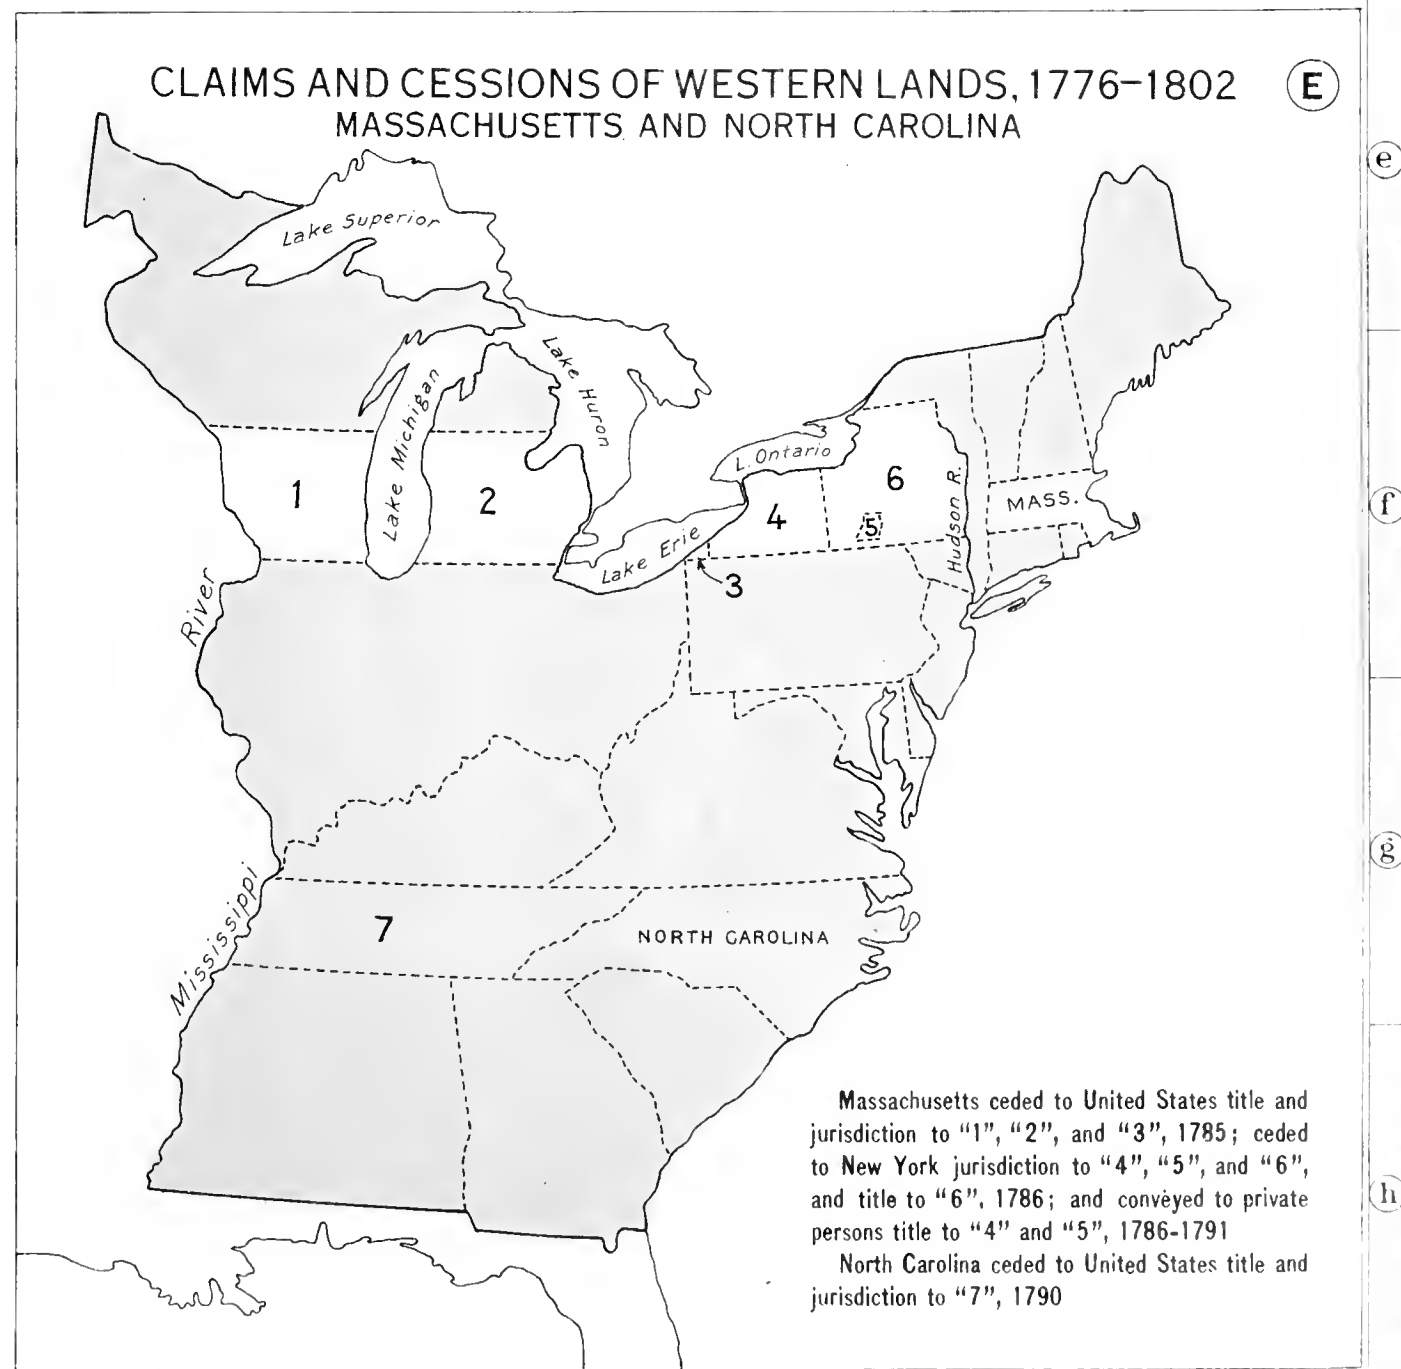 CLAIMS AND CESSIONS OF WESTERN LANDS, 1776–1802
E
MASSACHUSETTS AND NORTH CAROLINA
e
Lake Superior
Lake Huron
Lake Michigan
L. Ontario
6
1
2
4
5
Hudson R.
MASS.
f
Lake Erie
3
River
g
Mississippi
7
NORTH CAROLINA
Massachusetts ceded to United States title and
jurisdiction to “1”, “2”, and “3”, 1785; ceded
to New York jurisdiction to “4”, “5”, and “6”,
and title to “6”, 1786; and conveyed to private
persons title to “4” and “5”, 1786-1791
North Carolina ceded to United States title and
jurisdiction to “7”, 1790
h